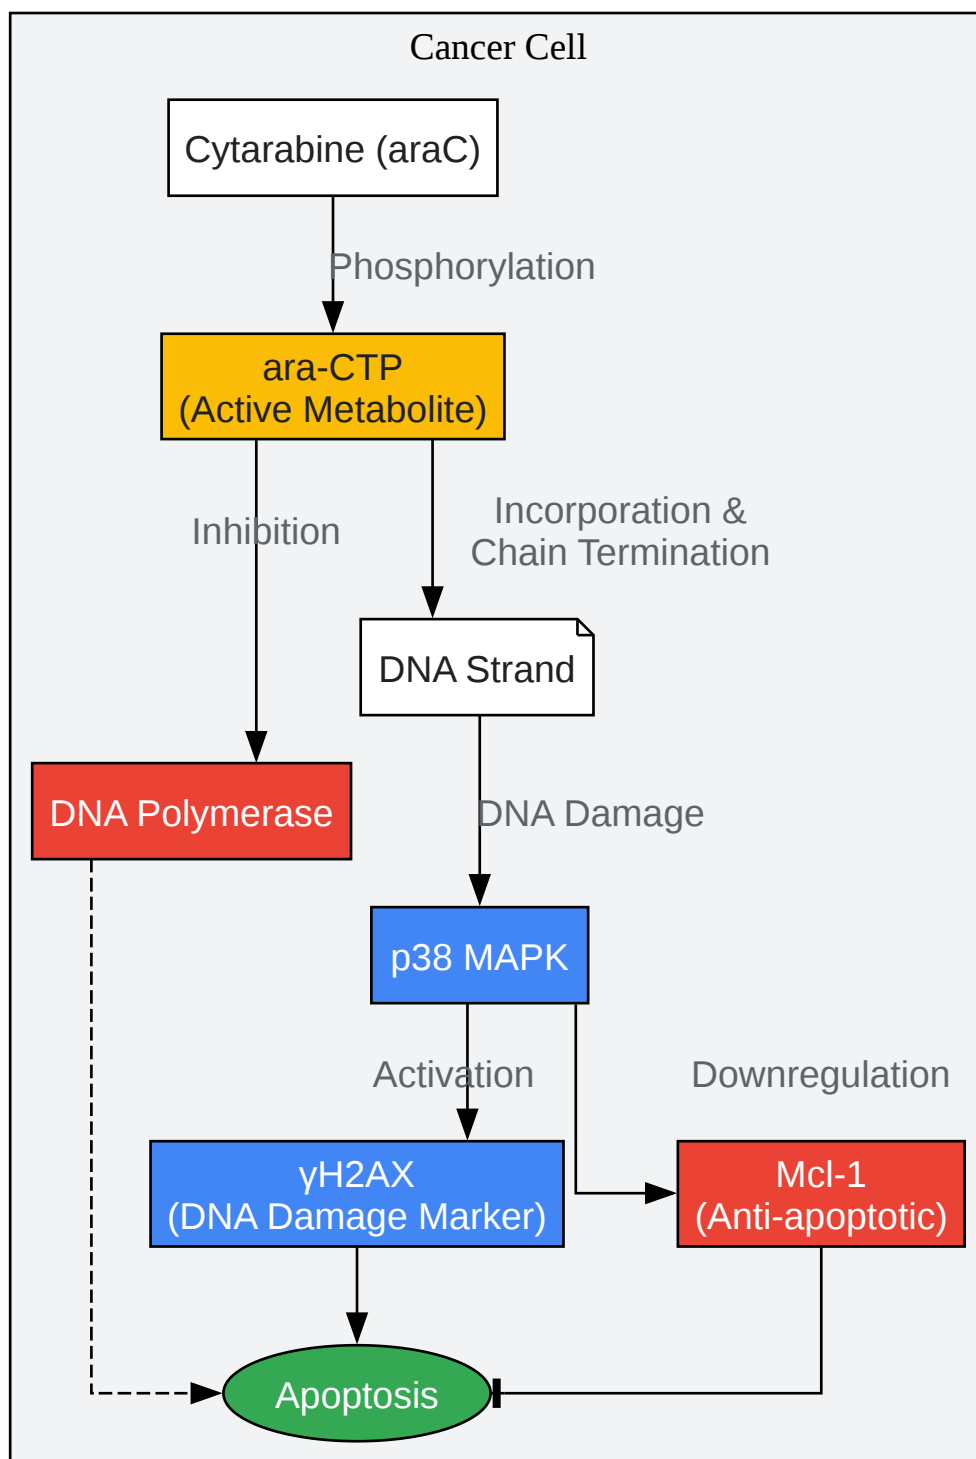 Cancer Cell
Cytarabine (araC)
Phosphorylation
ara-CTP
(Active Metabolite)
Inhibition
Incorporation &
Chain Termination
DNA Strand
DNA Polymerase
DNA Damage
p38 MAPK
Activation
Downregulation
γH2AX
(DNA Damage Marker)
Mcl-1
(Anti-apoptotic)
Apoptosis